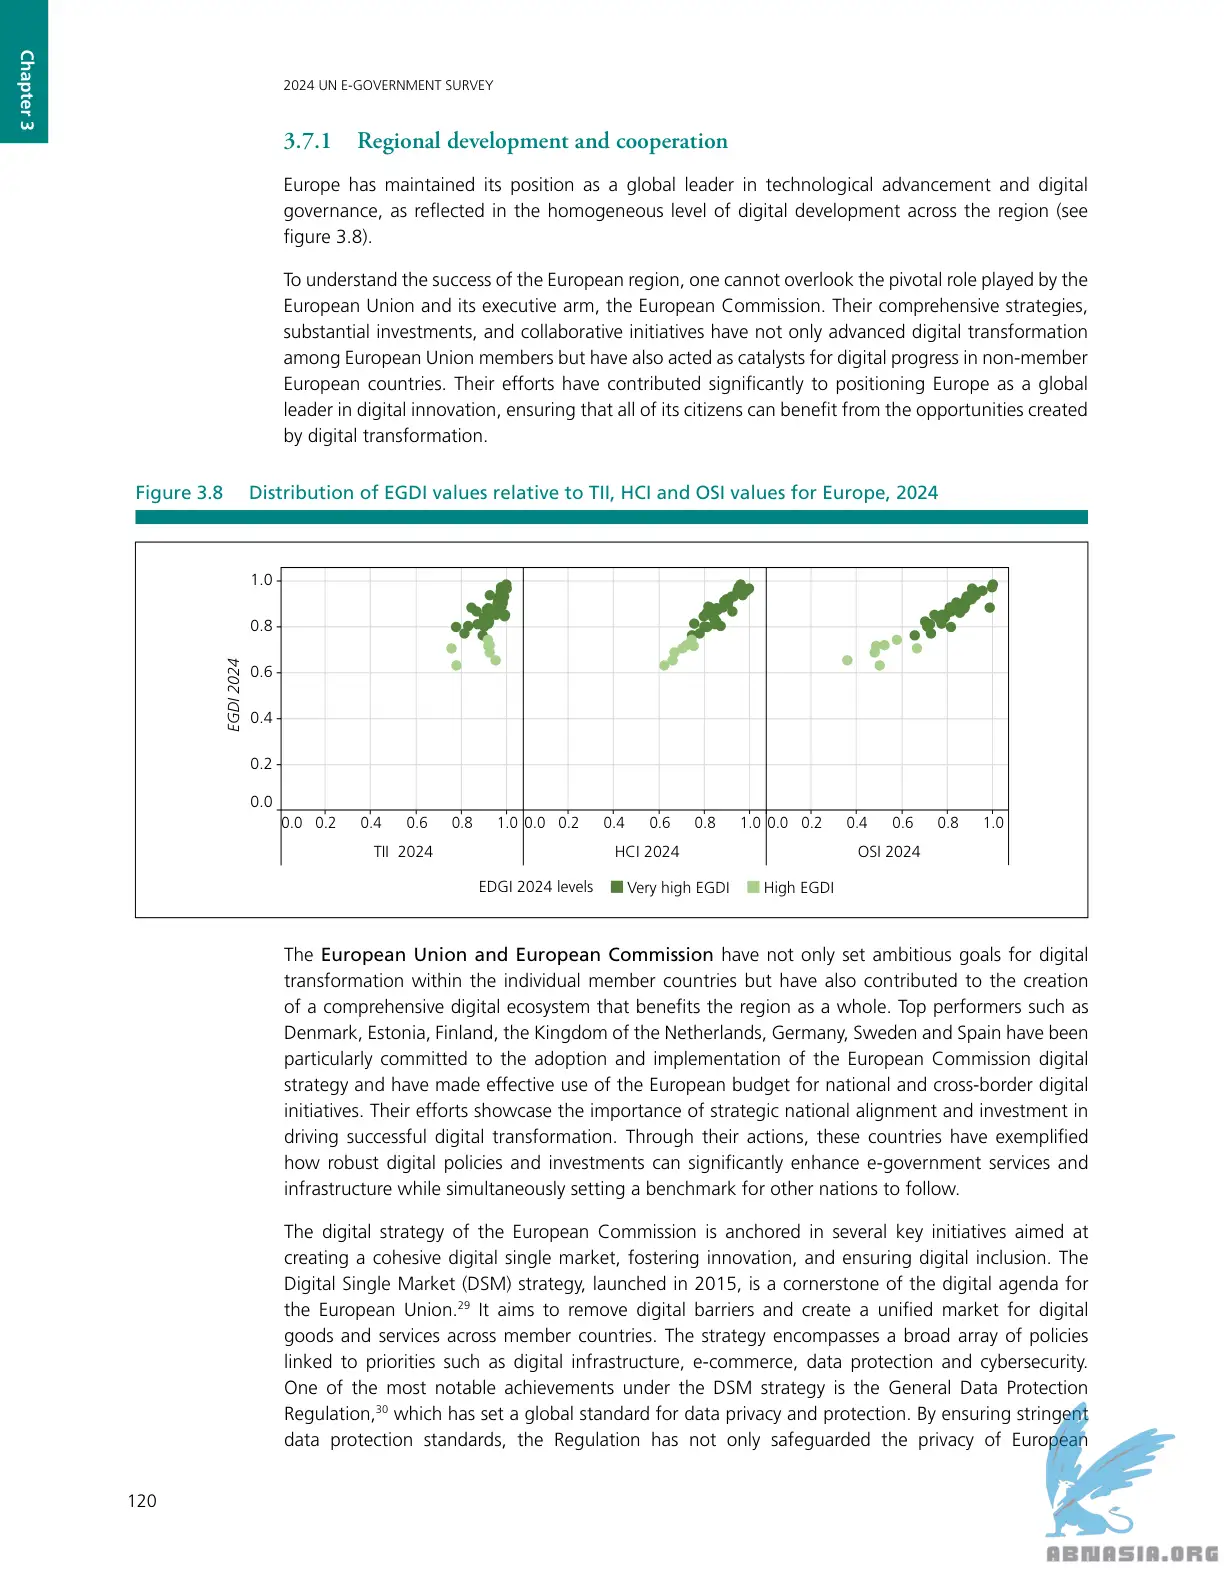 Chapter 3
2024 UN E-GOVERNMENT SURVEY
3.7.1 Regional development and cooperation
Europe has maintained its position as a global leader in technological advancement and digital
governance, as reflected in the homogeneous level of digital development across the region (see
figure 3.8).
To understand the success of the European region, one cannot overlook the pivotal role played by the
European Union and its executive arm, the European Commission. Their comprehensive strategies,
substantial investments, and collaborative initiatives have not only advanced digital transformation
among European Union members but have also acted as catalysts for digital progress in non-member
European countries. Their efforts have contributed significantly to positioning Europe as a global
leader in digital innovation, ensuring that all of its citizens can benefit from the opportunities created
by digital transformation.
Figure 3.8 Distribution of EGDI values relative to TII, HCI and OSI values for Europe, 2024
EGDI 2024
1.0
0.8
0.6
0.4
0.2
0.0
0.0 0.2 0.4 0.6 0.8 1.0 0.0 0.2 0.4 0.6 0.8 1.0 0.0 0.2 0.4 0.6 0.8 1.0
TII 2024 HCI 2024 OSI 2024
EDGI 2024 levels Very high EGDI High EGDI
The European Union and European Commission have not only set ambitious goals for digital
transformation within the individual member countries but have also contributed to the creation
of a comprehensive digital ecosystem that benefits the region as a whole. Top performers such as
Denmark, Estonia, Finland, the Kingdom of the Netherlands, Germany, Sweden and Spain have been
particularly committed to the adoption and implementation of the European Commission digital
strategy and have made effective use of the European budget for national and cross-border digital
initiatives. Their efforts showcase the importance of strategic national alignment and investment in
driving successful digital transformation. Through their actions, these countries have exemplified
how robust digital policies and investments can significantly enhance e-government services and
infrastructure while simultaneously setting a benchmark for other nations to follow.
The digital strategy of the European Commission is anchored in several key initiatives aimed at
creating a cohesive digital single market, fostering innovation, and ensuring digital inclusion. The
Digital Single Market (DSM) strategy, launched in 2015, is a cornerstone of the digital agenda for
the European Union.29 It aims to remove digital barriers and create a unified market for digital
goods and services across member countries. The strategy encompasses a broad array of policies
linked to priorities such as digital infrastructure, e-commerce, data protection and cybersecurity.
One of the most notable achievements under the DSM strategy is the General Data Protection
Regulation,30 which has set a global standard for data privacy and protection. By ensuring stringent
data protection standards, the Regulation has not only safeguarded the privacy of European
120
ABNASIA.ORG